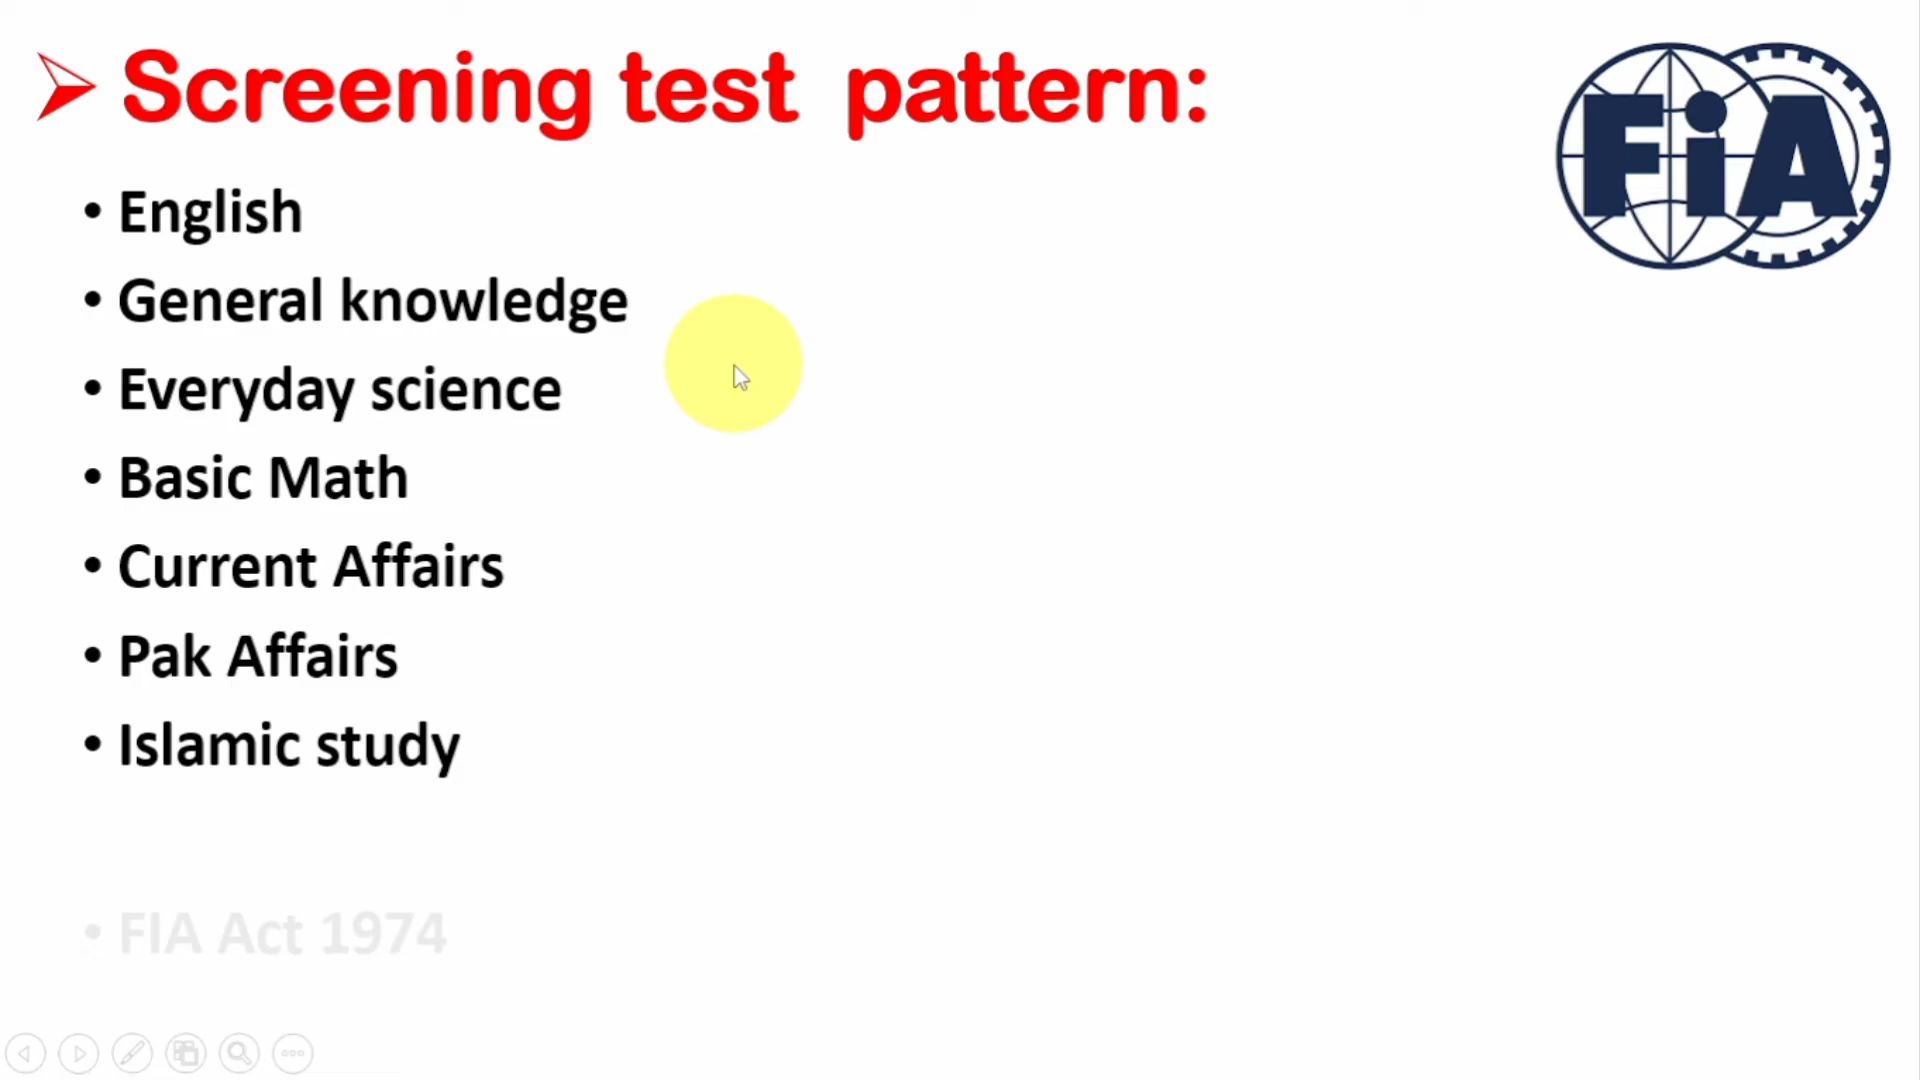 Screening test pattern:
FiA
English
General knowledge
Everyday science
Basic Math
Current Affairs
Pak Affairs
Islamic study
FIA Act 1974